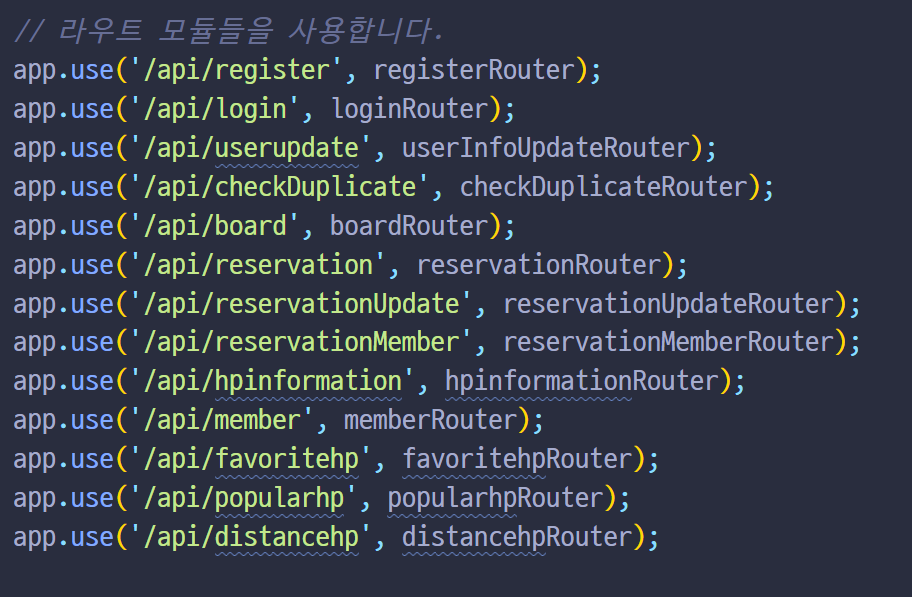 // 라우트 모듈들을 사용합니다.
app.use('/api/register', registerRouter);
app.use('/api/login', loginRouter);
app.use('/api/userupdate', userInfoUpdateRouter);
app.use('/api/checkDuplicate', checkDuplicateRouter);
app.use('/api/board', boardRouter);
app.use('/api/reservation', reservationRouter);
app.use('/api/reservationUpdate', reservationUpdateRouter);
app.use('/api/reservationMember', reservationMemberRouter);
app.use('/api/hpinformation', hpinformationRouter);
app.use('/api/member', memberRouter);
app.use('/api/favoritehp', favoritehpRouter);
app.use('/api/popularhp', popularhpRouter);
app.use('/api/distancehp', distancehpRouter);